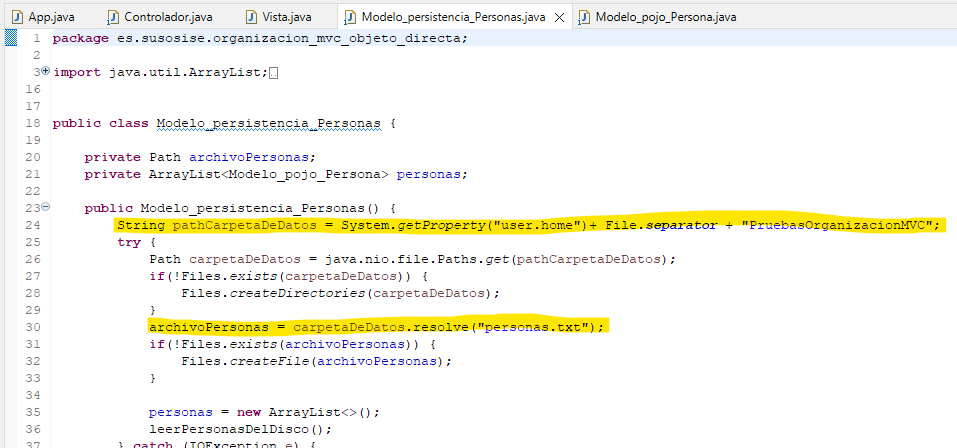 App.java Controlador.java Vista.java Modelo_persistencia_Personas.java Modelo_pojo_Persona.java
1 package es.susosise.organizacion_mvc_objeto_directa;
2
3 import java.util.ArrayList;
16
17
18 public class Modelo_persistencia_Personas {
19
20 private Path archivoPersonas;
21 private ArrayList<Modelo_pojo_Persona> personas;
22
23 public Modelo_persistencia_Personas() {
24 String pathCarpetaDeDatos = System.getProperty("user.home")+ File.separator + "PruebasOrganizacionMVC";
25 try {
26 Path carpetaDeDatos = java.nio.file.Paths.get(pathCarpetaDeDatos);
27 if(!Files.exists(carpetaDeDatos)) {
28 Files.createDirectories(carpetaDeDatos);
29 }
30 archivoPersonas = carpetaDeDatos.resolve("personas.txt");
31 if(!Files.exists(archivoPersonas)) {
32 Files.createFile(archivoPersonas);
33 }
34
35 personas = new ArrayList<>();
36 leerPersonasDelDisco();
37 } catch (IOException e) {